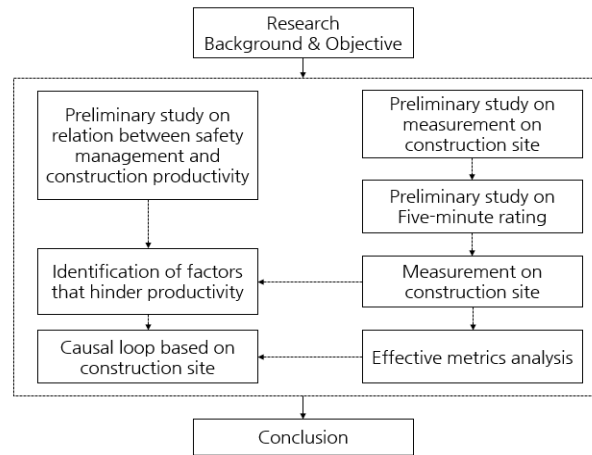 Research
Background & Objective
Preliminary study on
relation between safety
management and
construction productivity
Preliminary study on
measurement on
construction site
Preliminary study on
Five-minute rating
Identification of factors
that hinder productivity
Measurement on
construction site
Causal loop based on
construction site
Effective metrics analysis
Conclusion